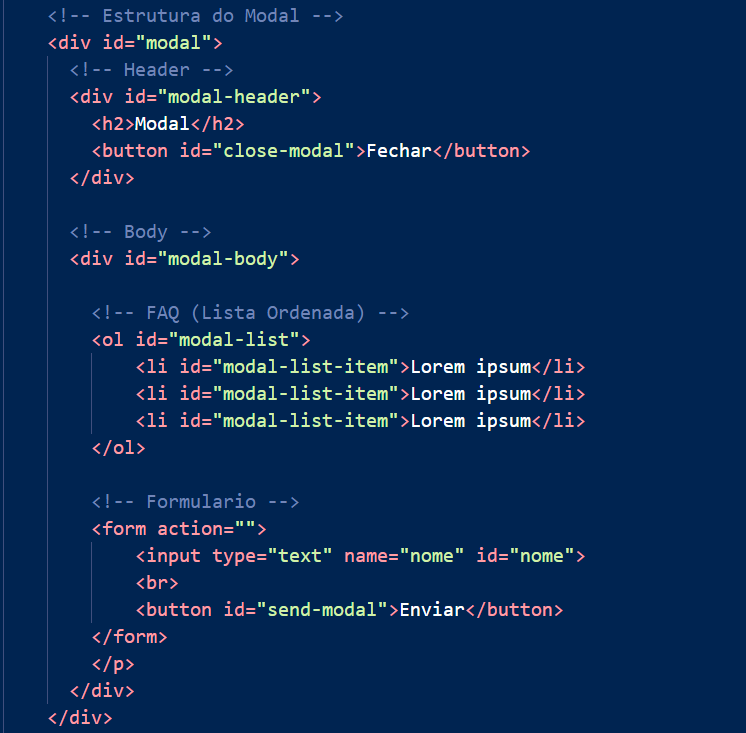 <!-- Estrutura do Modal -->
<div id="modal">
<!-- Header -->
<div id="modal-header">
<h2>Modal</h2>
<button id="close-modal">Fechar</button>
</div>
<!-- Body -->
<div id="modal-body">
<!-- FAQ (Lista Ordenada) -->
<ol id="modal-list">
<li id="modal-list-item">Lorem ipsum</li>
<li id="modal-list-item">Lorem ipsum</li>
<li id="modal-list-item">Lorem ipsum</li>
</ol>
<!-- Formulario -->
<form action="">
<input type="text" name="nome" id="nome">
<br>
<button id="send-modal">Enviar</button>
</form>
</p>
</div>
</div>